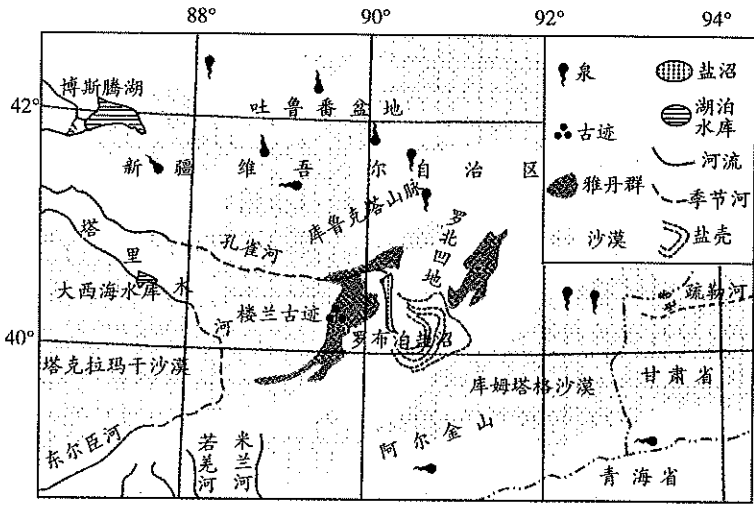 88°
90°
92°
94°
42°
40°
博斯腾湖
吐鲁番盆地
新疆维吾尔自治区
库鲁克塔山脉
罗北凹地
孔雀河
塔里木河
大西海水库
楼兰古迹
罗布泊盐沼
塔克拉玛干沙漠
库姆塔格沙漠
甘肃省
疏勒河
阿尔金山
青海省
东尔臣河
若羌河
米兰河
泉
盐沼
古迹
湖泊
水库
河流
雅丹群
季节河
沙漠
盐壳